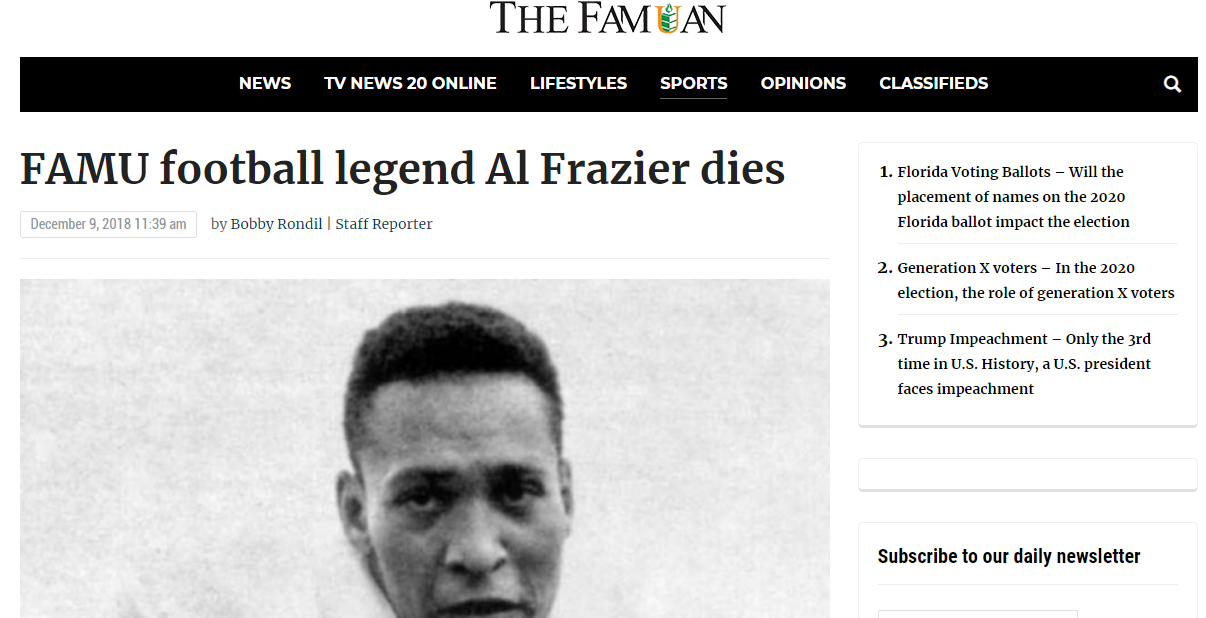 THE FAMUAN
NEWS TV NEWS 20 ONLINE LIFESTYLES SPORTS OPINIONS CLASSIFIEDS
FAMU football legend Al Frazier dies
December 9, 2018 11:39 am by Bobby Rondil | Staff Reporter
1. Florida Voting Ballots – Will the
placement of names on the 2020
Florida ballot impact the election
2. Generation X voters – In the 2020
election, the role of generation X voters
3. Trump Impeachment – Only the 3rd
time in U.S. History, a U.S. president
faces impeachment
Subscribe to our daily newsletter